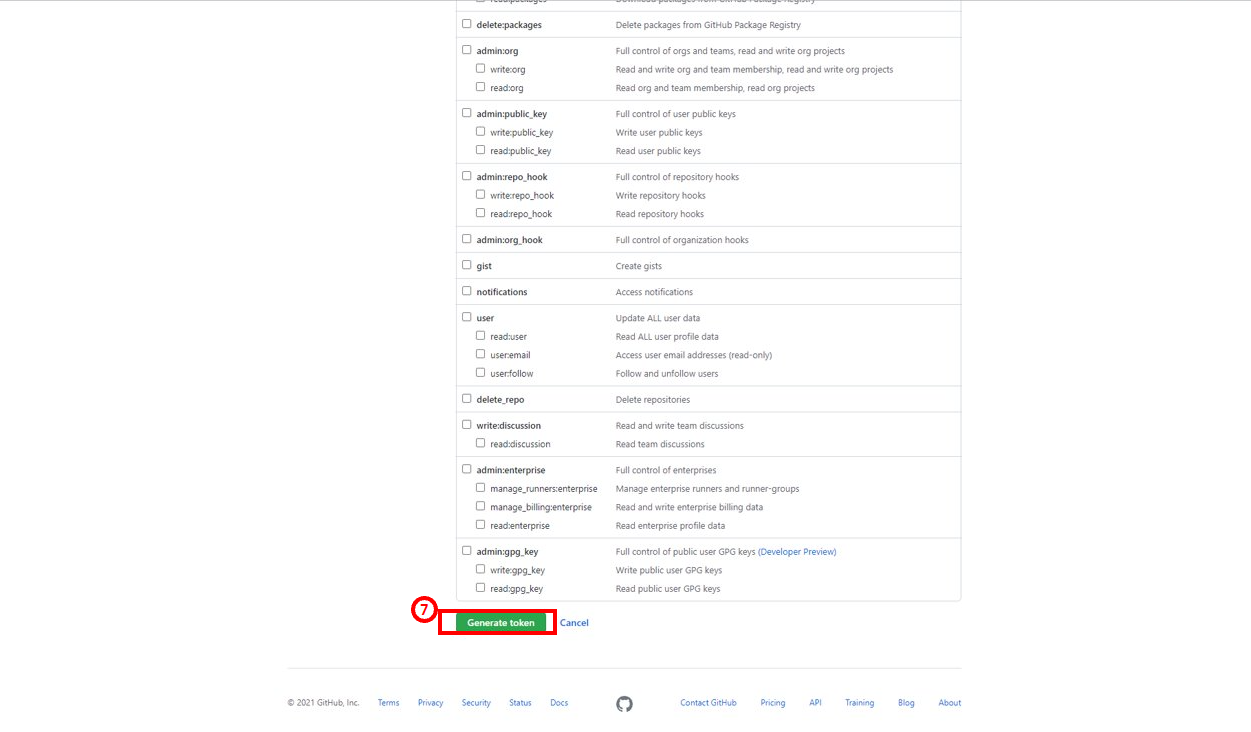 read:packages Download packages from GitHub Package Registry
delete:packages Delete packages from GitHub Package Registry
admin:org Full control of orgs and teams, read and write org projects
write:org Read and write org and team membership, read and write org projects
read:org Read org and team membership, read org projects
admin:public_key Full control of user public keys
write:public_key Write user public keys
read:public_key Read user public keys
admin:repo_hook Full control of repository hooks
write:repo_hook Write repository hooks
read:repo_hook Read repository hooks
admin:org_hook Full control of organization hooks
gist Create gists
notifications Access notifications
user Update ALL user data
read:user Read ALL user profile data
user:email Access user email addresses (read-only)
user:follow Follow and unfollow users
delete_repo Delete repositories
write:discussion Read and write team discussions
read:discussion Read team discussions
admin:enterprise Full control of enterprises
manage_runners:enterprise Manage enterprise runners and runner-groups
manage_billing:enterprise Read and write enterprise billing data
read:enterprise Read enterprise profile data
admin:gpg_key Full control of public user GPG keys (Developer Preview)
write:gpg_key Write public user GPG keys
read:gpg_key Read public user GPG keys
7
Generate token Cancel
© 2021 GitHub, Inc. Terms Privacy Security Status Docs Contact GitHub Pricing API Training Blog About